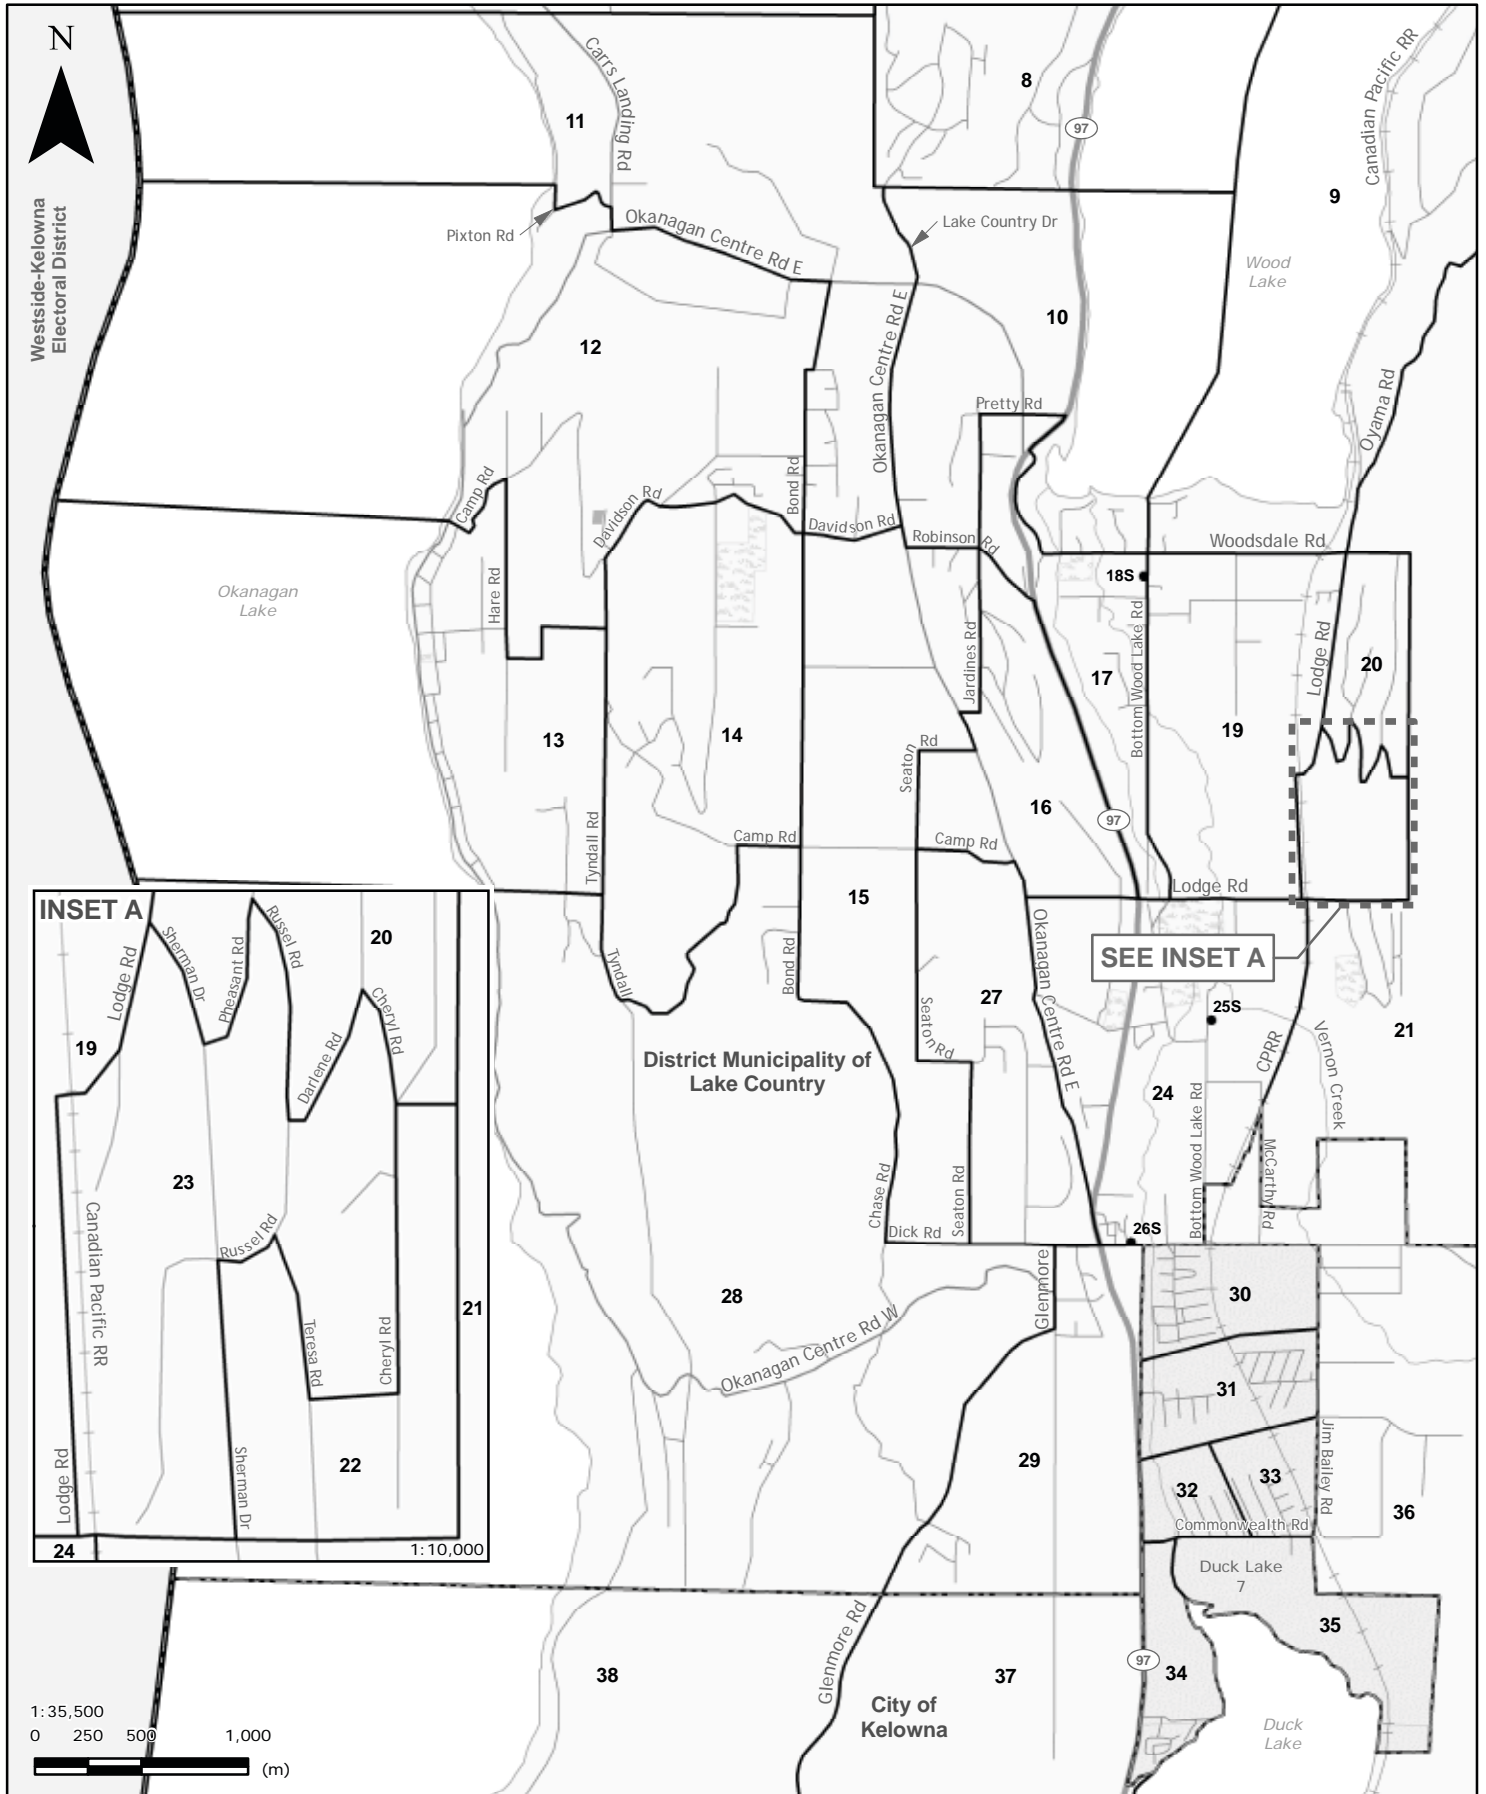 N
8
97
Carrs Landing Rd
11
Canadian Pacific RR
9
Westside-Kelowna
Electoral District
Pixton Rd
Okanagan Centre Rd E
Lake Country Dr
Wood
Lake
12
Okanagan Centre Rd E
10
Pretty Rd
Oyama Rd
Camp Rd
Davidson Rd
Bond Rd
Davidson Rd
Robinson Rd
Woodsdale Rd
Okanagan
Lake
Hare Rd
18S
Jardines Rd
17
Bottom Wood Lake Rd
Lodge Rd
20
13
14
19
Seaton Rd
16
97
Tyndall Rd
Camp Rd
Camp Rd
15
Lodge Rd
SEE INSET A
Tyndall
Bond Rd
27
Seaton Rd
Okanagan Centre Rd E
25S
21
CPRR
Vernon Creek
District Municipality of
Lake Country
24
Bottom Wood Lake Rd
McCarthy Rd
Chase Rd
Seaton Rd
Dick Rd
26S
28
Okanagan Centre Rd W
Glenmore
30
31
29
32
33
Jim Bailey Rd
36
Commonwealth Rd
Duck Lake
7
35
38
Glenmore Rd
37
97
34
City of
Kelowna
Duck
Lake
INSET A
20
Lodge Rd
Sherman Dr
Pheasant Rd
Russel Rd
19
Darlene Rd
Cheryl Rd
23
Canadian Pacific RR
Russel Rd
21
Teresa Rd
Cheryl Rd
Lodge Rd
Sherman Dr
22
24
1:10,000
1:35,500
0 250 500 1,000
(m)